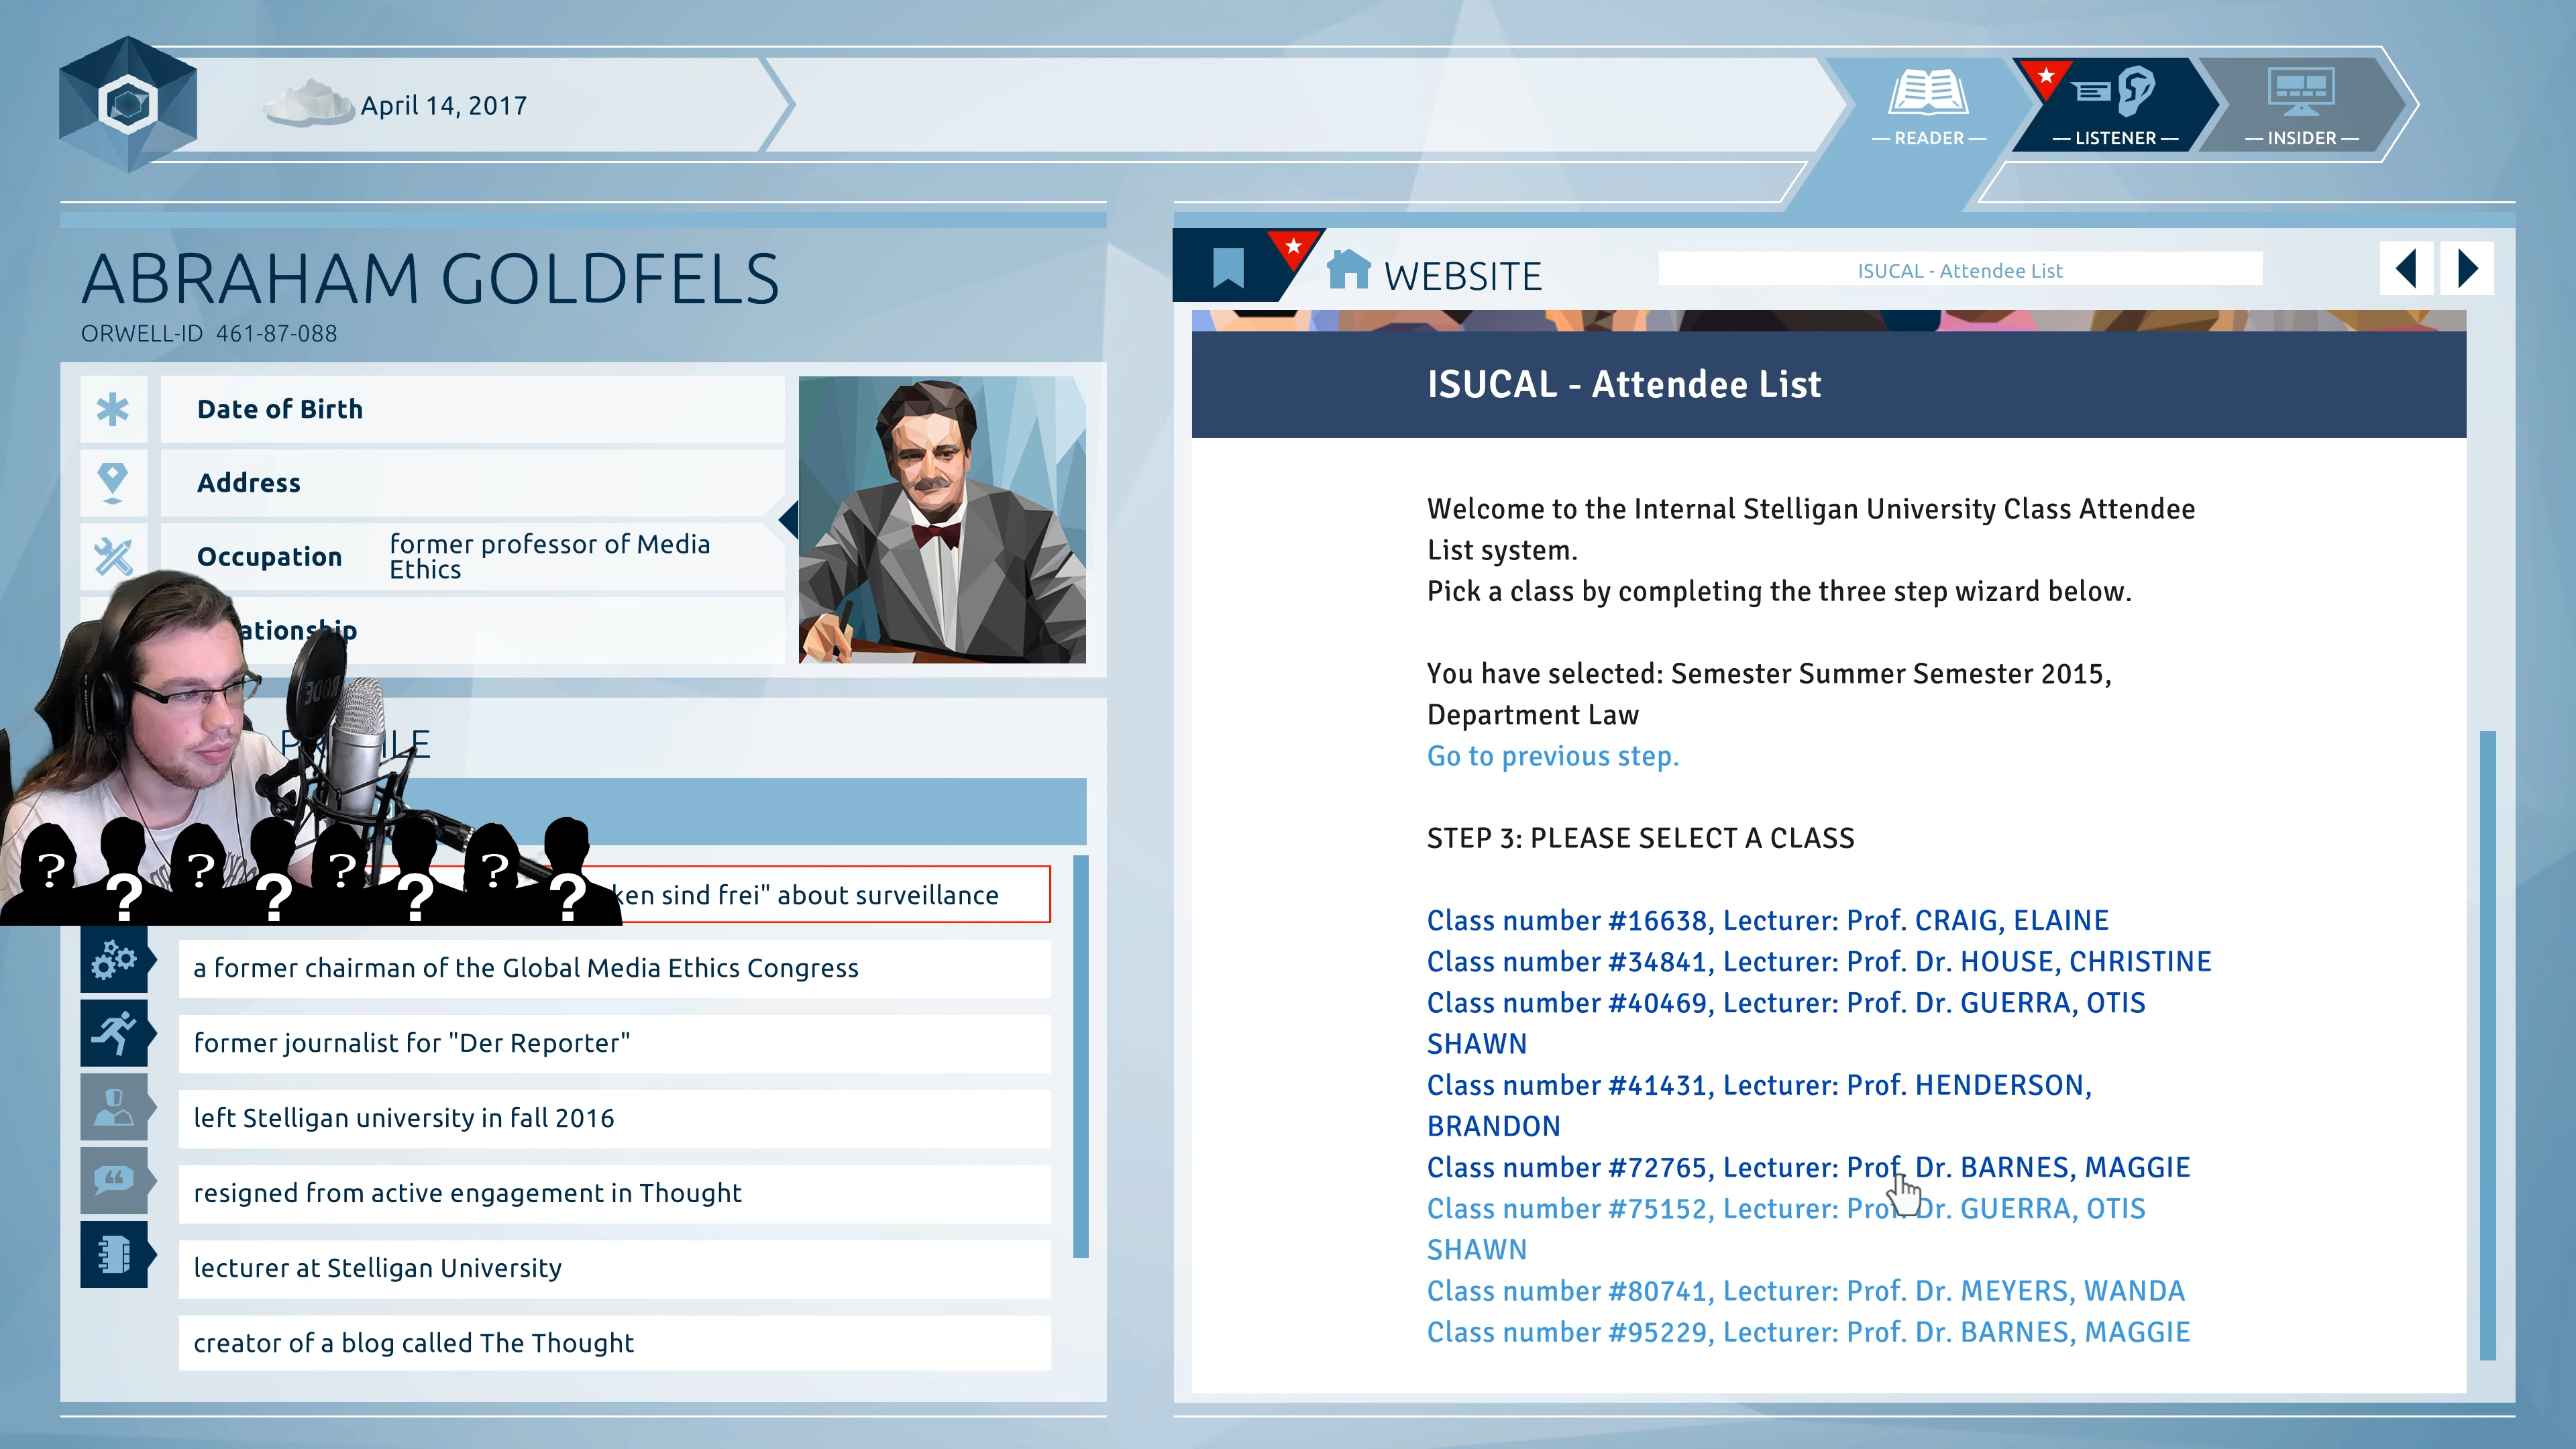 April 14, 2017
— READER —
— LISTENER —
— INSIDER —
ABRAHAM GOLDFELS
ORWELL-ID 461-87-088
Date of Birth
Address
Occupation former professor of Media
Ethics
ationship
RODE
? ? ? ? ? ? ? ?
ken sind frei" about surveillance
a former chairman of the Global Media Ethics Congress
former journalist for "Der Reporter"
left Stelligan university in fall 2016
resigned from active engagement in Thought
lecturer at Stelligan University
creator of a blog called The Thought
WEBSITE
ISUCAL - Attendee List
ISUCAL - Attendee List
Welcome to the Internal Stelligan University Class Attendee
List system.
Pick a class by completing the three step wizard below.
You have selected: Semester Summer Semester 2015,
Department Law
Go to previous step.
STEP 3: PLEASE SELECT A CLASS
Class number #16638, Lecturer: Prof. CRAIG, ELAINE
Class number #34841, Lecturer: Prof. Dr. HOUSE, CHRISTINE
Class number #40469, Lecturer: Prof. Dr. GUERRA, OTIS
SHAWN
Class number #41431, Lecturer: Prof. HENDERSON,
BRANDON
Class number #72765, Lecturer: Prof. Dr. BARNES, MAGGIE
Class number #75152, Lecturer: Prof. Dr. GUERRA, OTIS
SHAWN
Class number #80741, Lecturer: Prof. Dr. MEYERS, WANDA
Class number #95229, Lecturer: Prof. Dr. BARNES, MAGGIE